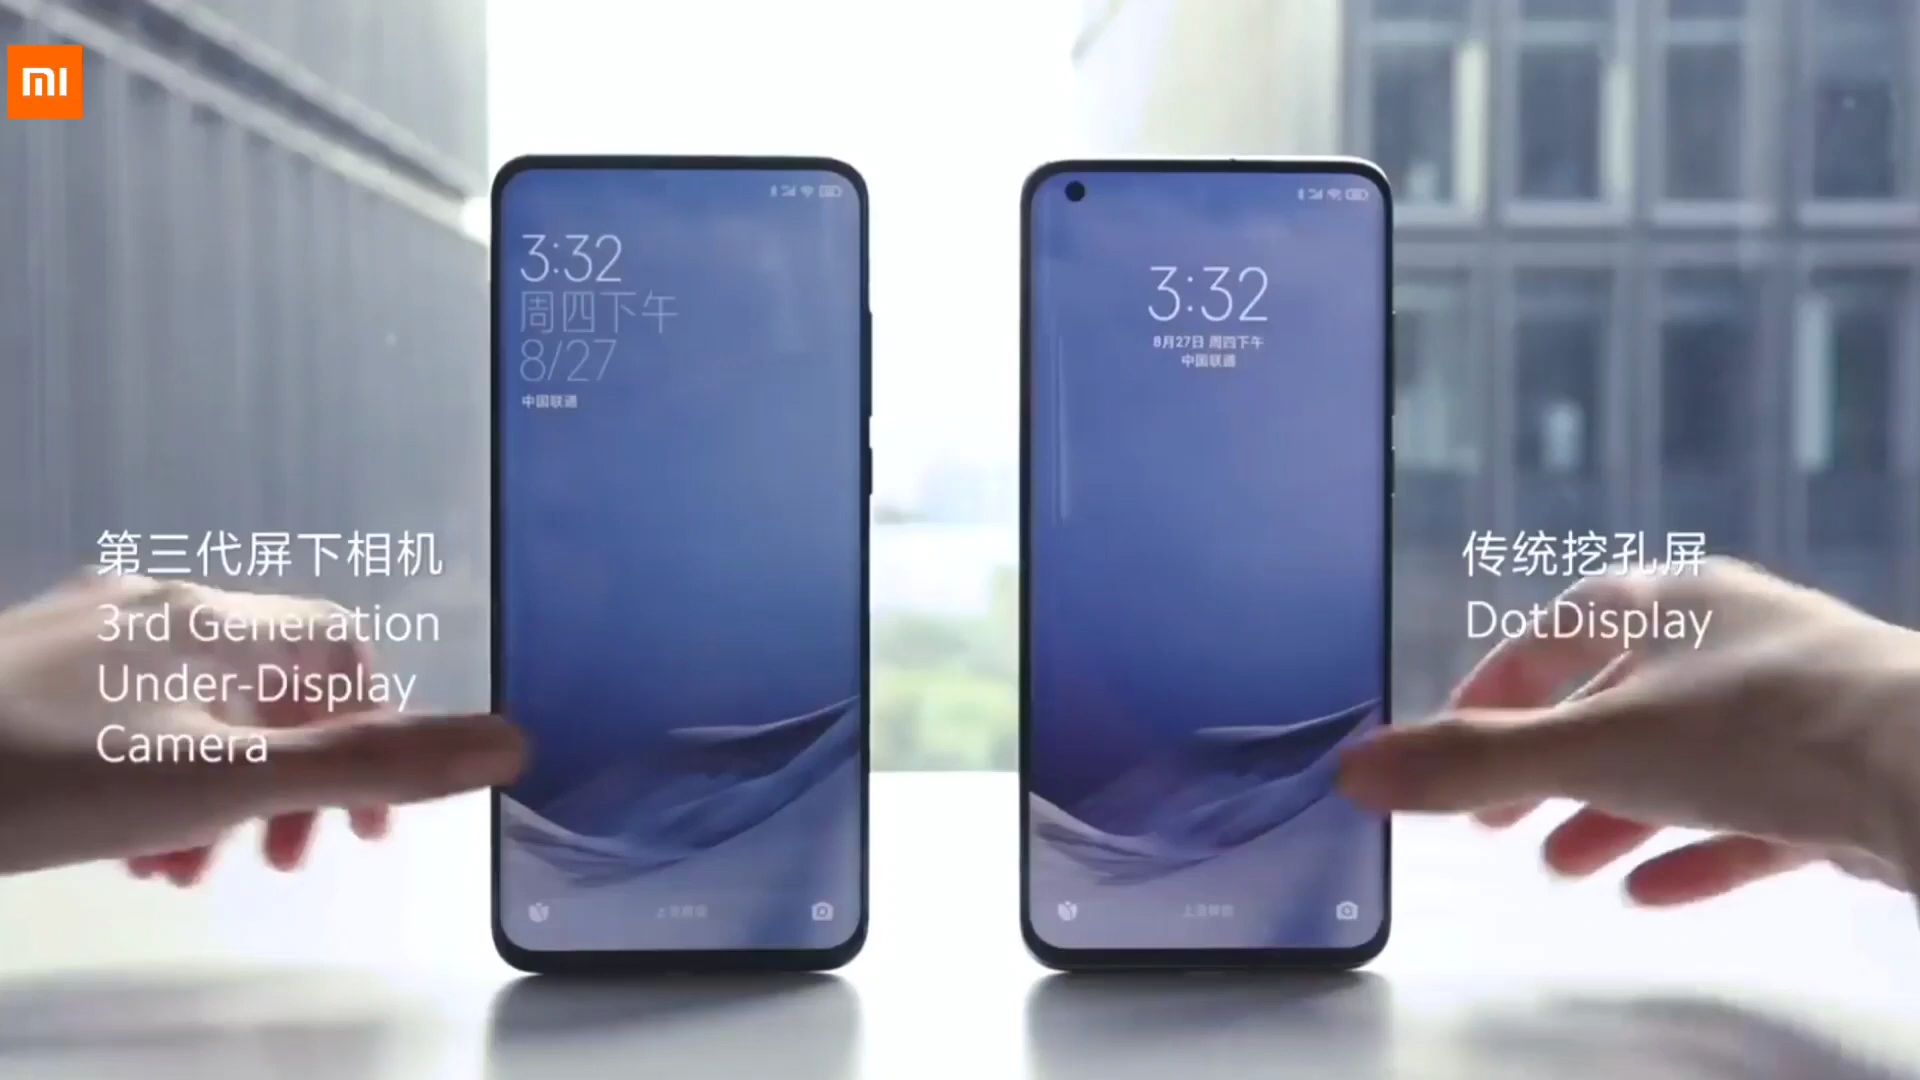 mi
3:32
周四下午
8/27
中国联通
3:32
8月27日 周四下午
中国联通
第三代屏下相机
3rd Generation
Under-Display
Camera
传统挖孔屏
DotDisplay